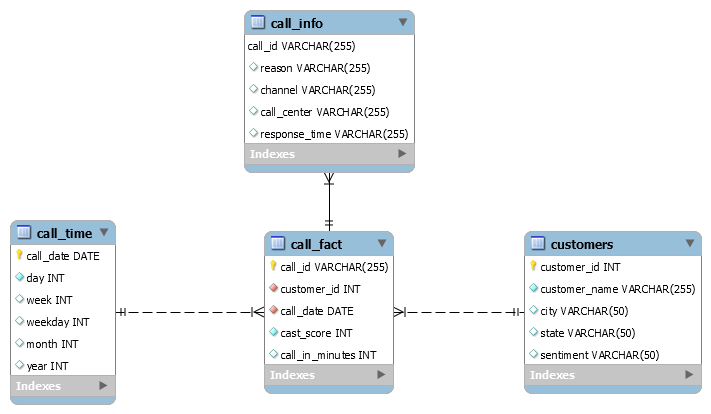 call_info
call_id VARCHAR(255)
reason VARCHAR(255)
channel VARCHAR(255)
call_center VARCHAR(255)
response_time VARCHAR(255)
Indexes
call_time
call_date DATE
day INT
week INT
weekday INT
month INT
year INT
Indexes
call_fact
call_id VARCHAR(255)
customer_id INT
call_date DATE
cast_score INT
call_in_minutes INT
Indexes
customers
customer_id INT
customer_name VARCHAR(255)
city VARCHAR(50)
state VARCHAR(50)
sentiment VARCHAR(50)
Indexes